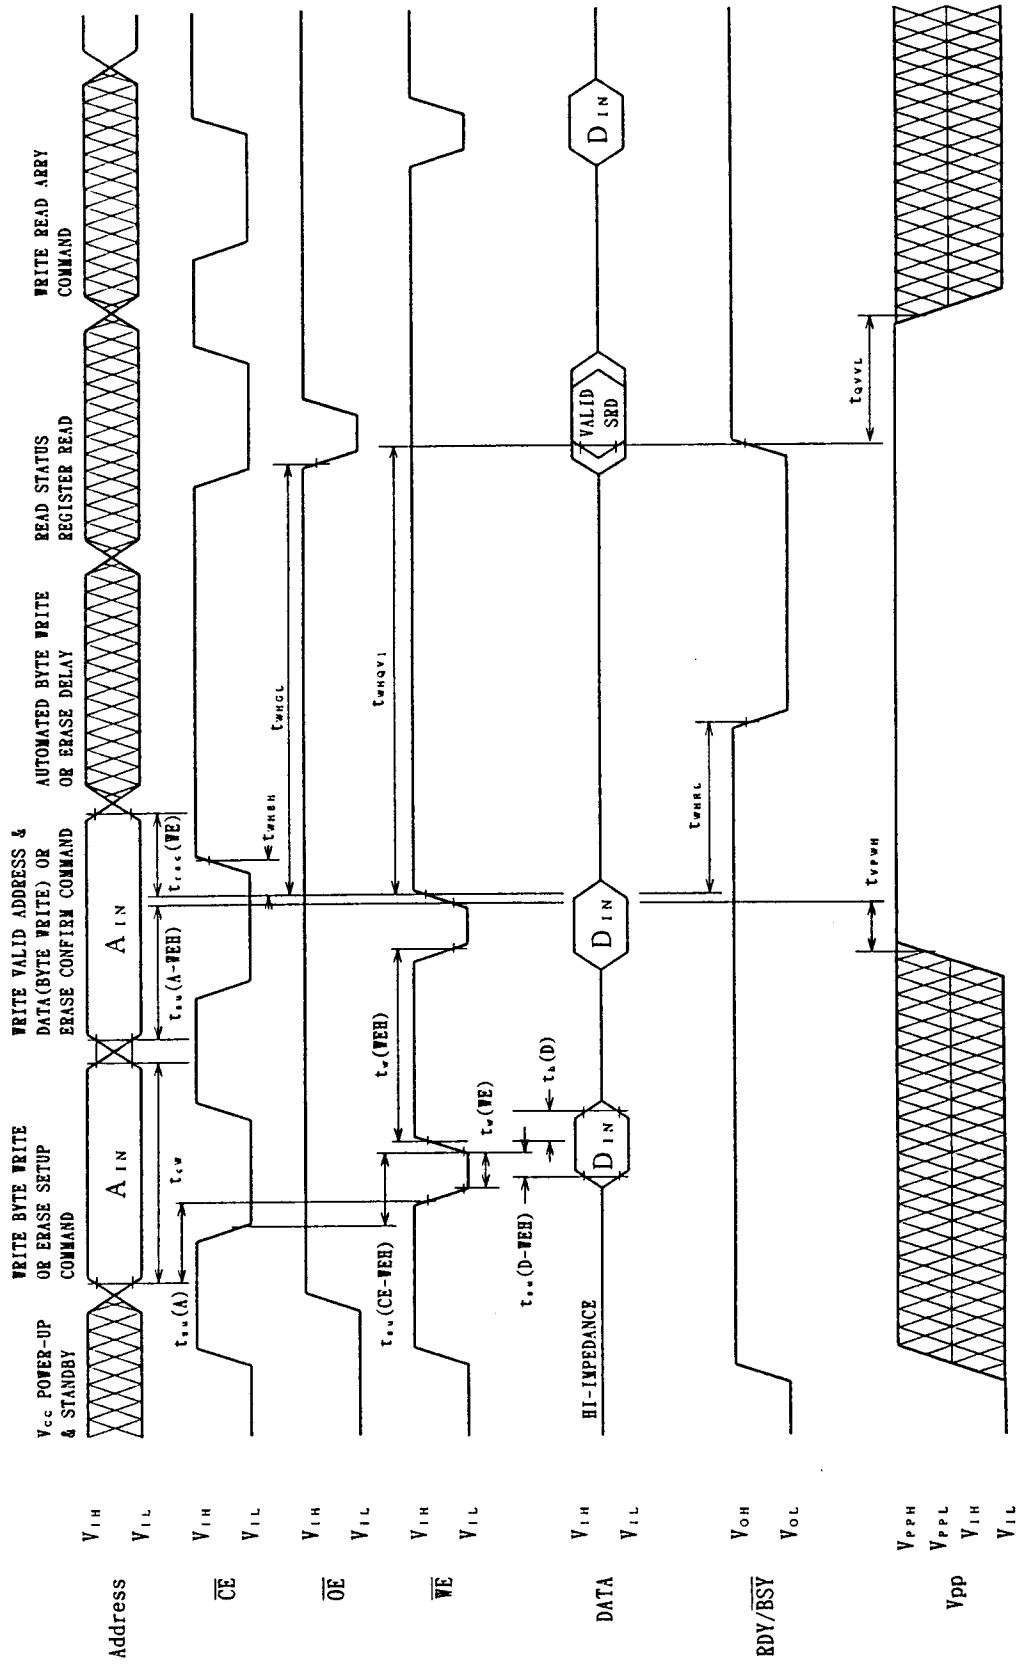 Vcc POWER-UP
& STANDBY
WRITE BYTE WRITE
OR ERASE SETUP
COMMAND
WRITE VALID ADDRESS &
DATA(BYTE WRITE) OR
ERASE CONFIRM COMMAND
AUTOMATED BYTE WRITE
OR ERASE DELAY
READ STATUS
REGISTER READ
WRITE READ ARRY
COMMAND
Address
VIH
VIL
AIN
AIN
tsu(A)
tcw
tsu(A-WEH)
trec(WE)
CE
VIH
VIL
tWHEH
OE
VIH
VIL
tWHGL
WE
VIH
VIL
tsu(CE-WEH)
tw(WE)
tw(WEH)
tWHQV1
DATA
VIH
VIL
HI-IMPEDANCE
tsu(D-WEH)
th(D)
DIN
DIN
VALID
SRD
DIN
RDY/BSY
VOH
VOL
tWHRL
Vpp
VPPH
VPPL
VIH
VIL
tVPWH
tQVVL